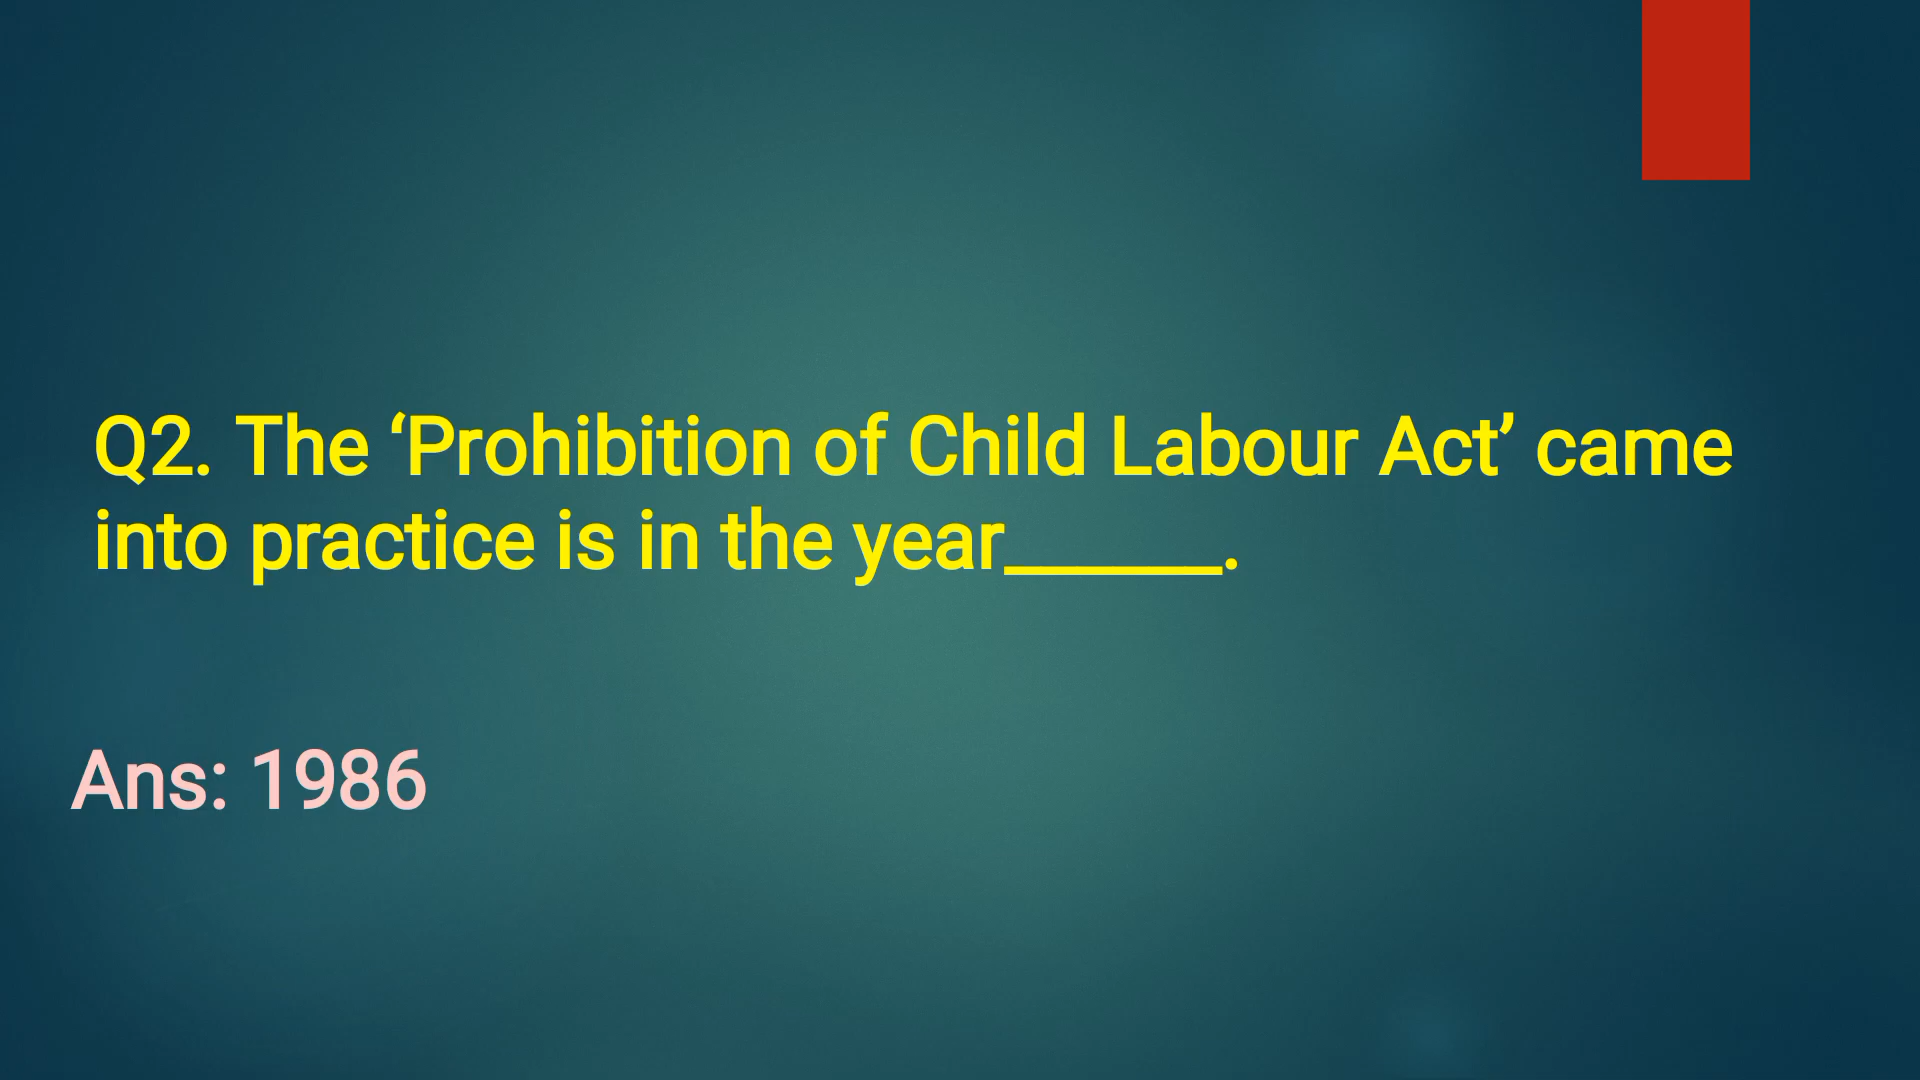 Q2. The ‘Prohibition of Child Labour Act’ came
into practice is in the year______.
Ans: 1986